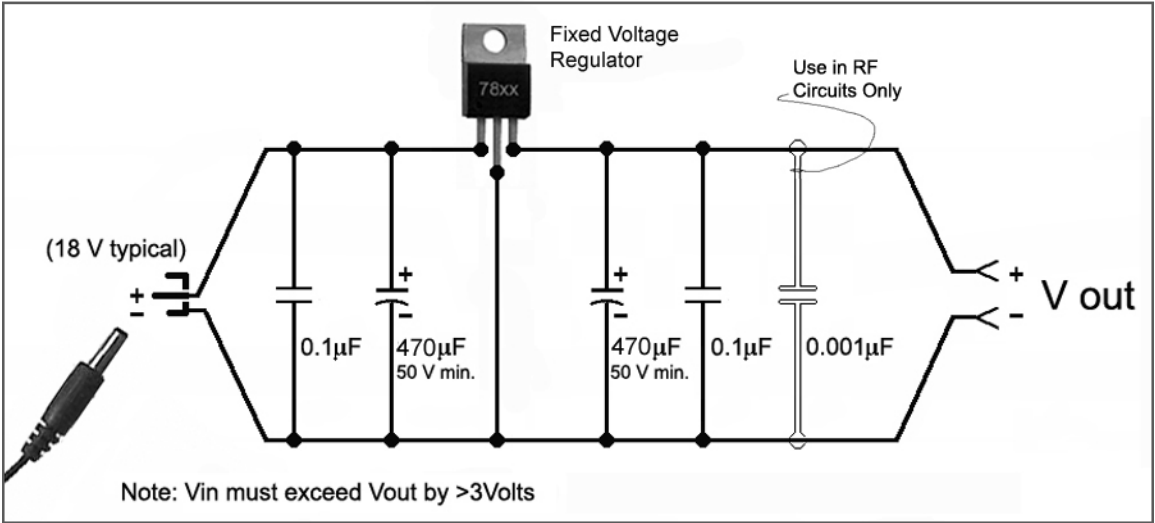 Fixed Voltage
Regulator
78xx
Use in RF
Circuits Only
(18 V typical)
+
-
+
-
0.1µF
470µF
50 V min.
+
-
470µF
50 V min.
0.1µF
0.001µF
+
-
V out
Note: Vin must exceed Vout by >3Volts